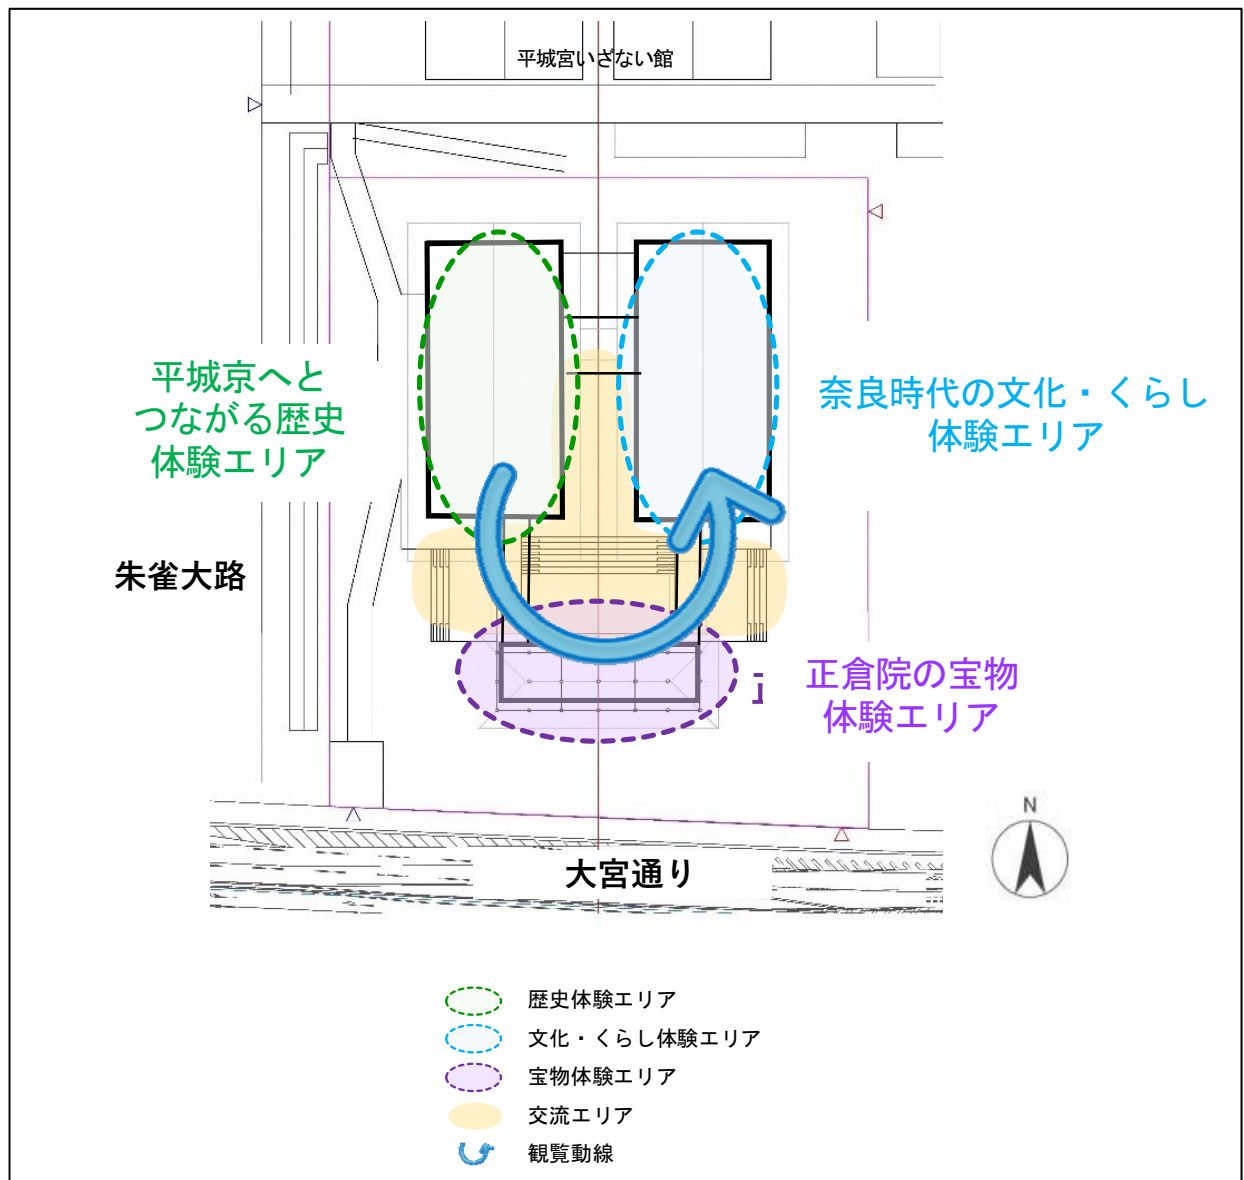 平城宮いざない館
平城京へと
つながる歴史
体験エリア
奈良時代の文化・くらし
体験エリア
朱雀大路
正倉院の宝物
体験エリア
N
大宮通り
歴史体験エリア
文化・くらし体験エリア
宝物体験エリア
交流エリア
観覧動線